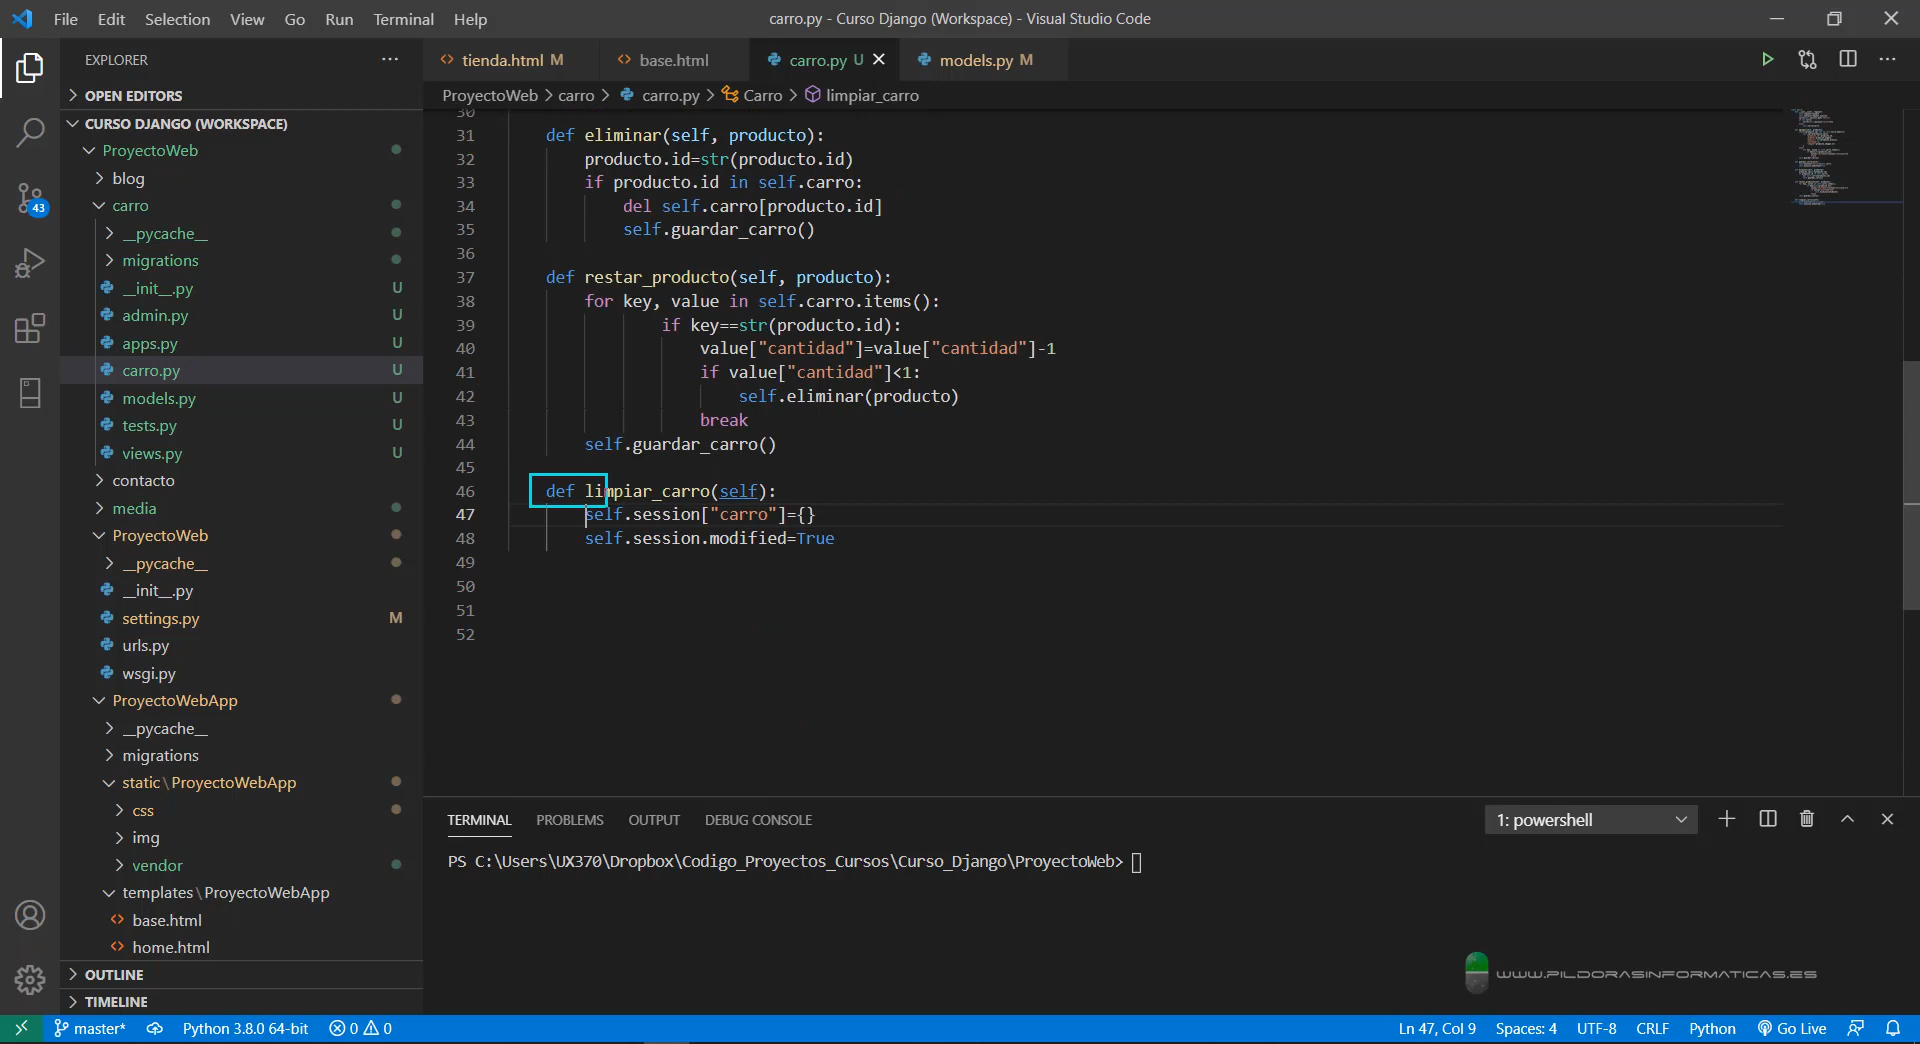 File Edit Selection View Go Run Terminal Help
carro.py - Curso Django (Workspace) - Visual Studio Code
EXPLORER
OPEN EDITORS
CURSO DJANGO (WORKSPACE)
ProyectoWeb
blog
carro
__pycache__
migrations
__init__.py U
admin.py U
apps.py U
carro.py U
models.py U
tests.py U
views.py U
contacto
media
ProyectoWeb
__pycache__
__init__.py
settings.py M
urls.py
wsgi.py
ProyectoWebApp
__pycache__
migrations
static\ProyectoWebApp
css
img
vendor
templates\ProyectoWebApp
base.html
home.html
OUTLINE
TIMELINE
43
tienda.html M base.html carro.py U models.py M
ProyectoWeb > carro > carro.py > Carro > limpiar_carro
30
31 def eliminar(self, producto):
32 producto.id=str(producto.id)
33 if producto.id in self.carro:
34 del self.carro[producto.id]
35 self.guardar_carro()
36
37 def restar_producto(self, producto):
38 for key, value in self.carro.items():
39 if key==str(producto.id):
40 value["cantidad"]=value["cantidad"]-1
41 if value["cantidad"]<1:
42 self.eliminar(producto)
43 break
44 self.guardar_carro()
45
46 def limpiar_carro(self):
47 self.session["carro"]={}
48 self.session.modified=True
49
50
51
52
TERMINAL PROBLEMS OUTPUT DEBUG CONSOLE
1: powershell
PS C:\Users\UX370\Dropbox\Codigo_Proyectos_Cursos\Curso_Django\ProyectoWeb>
WWW.PILDORASINFORMATICAS.ES
master* Python 3.8.0 64-bit 0 0
Ln 47, Col 9 Spaces: 4 UTF-8 CRLF Python Go Live